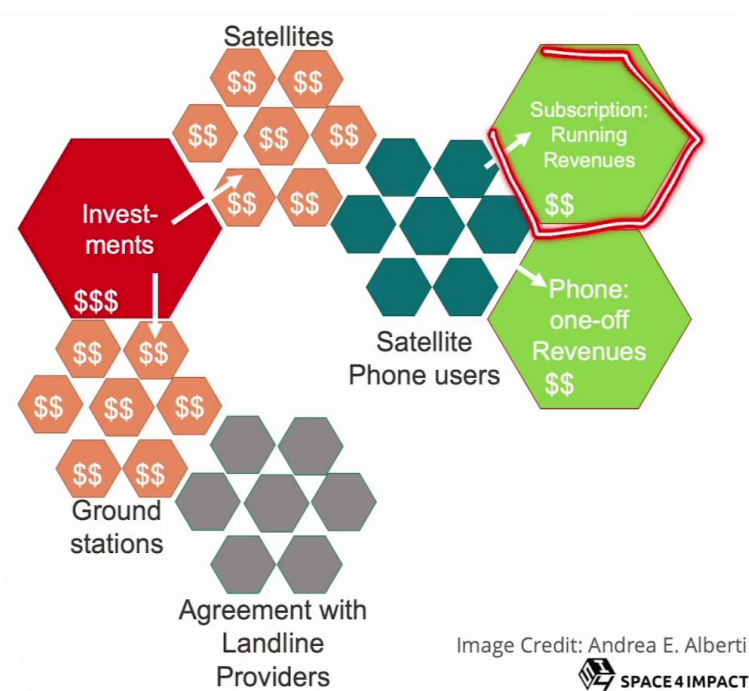 Satellites
$$ $$
$$ $$ $$
$$ $$
Invest-
ments
$$$
Subscription:
Running
Revenues
$$
Phone:
one-off
Revenues
$$
Satellite
Phone users
$$ $$
$$ $$ $$
$$ $$
Ground
stations
Agreement with
Landline
Providers
Image Credit: Andrea E. Alberti
SPACE4IMPACT